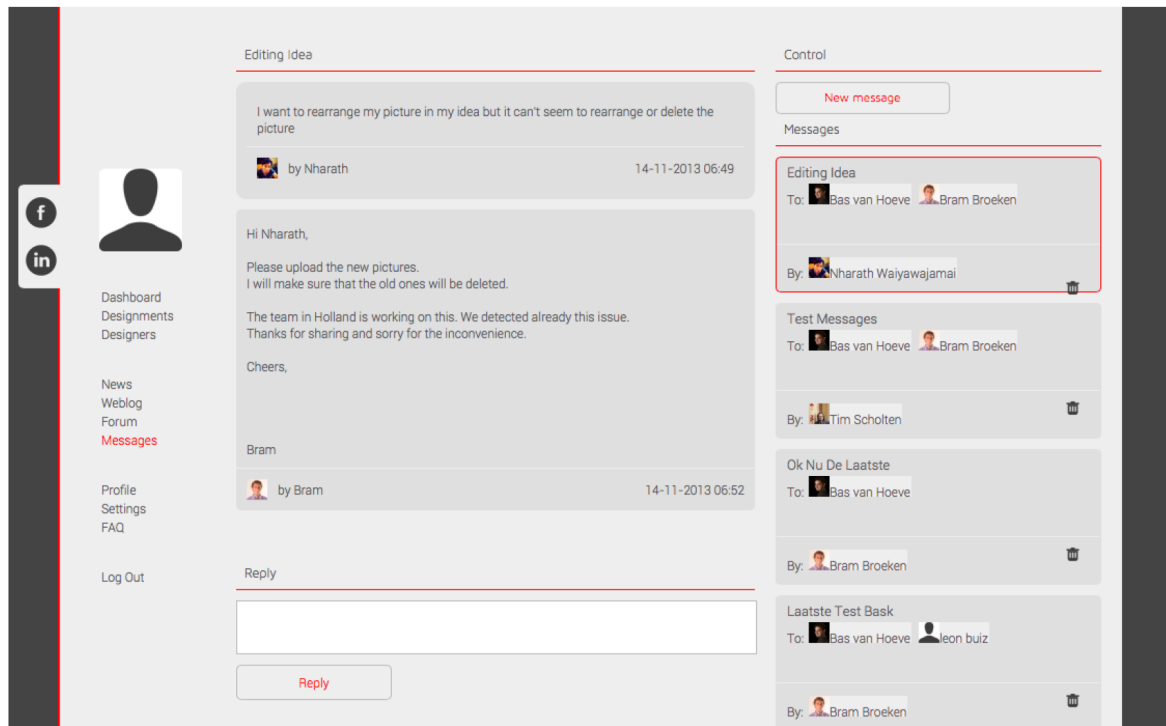 f
in
Dashboard
Designments
Designers
News
Weblog
Forum
Messages
Profile
Settings
FAQ
Log Out
Editing Idea
I want to rearrange my picture in my idea but it can't seem to rearrange or delete the
picture
by Nharath 14-11-2013 06:49
Hi Nharath,
Please upload the new pictures.
I will make sure that the old ones will be deleted.
The team in Holland is working on this. We detected already this issue.
Thanks for sharing and sorry for the inconvenience.
Cheers,
Bram
by Bram 14-11-2013 06:52
Reply
Reply
Control
New message
Messages
Editing Idea
To: Bas van Hoeve Bram Broeken
By: Nharath Waiyawajamai
Test Messages
To: Bas van Hoeve Bram Broeken
By: Tim Scholten
Ok Nu De Laatste
To: Bas van Hoeve
By: Bram Broeken
Laatste Test Bask
To: Bas van Hoeve leon buiz
By: Bram Broeken